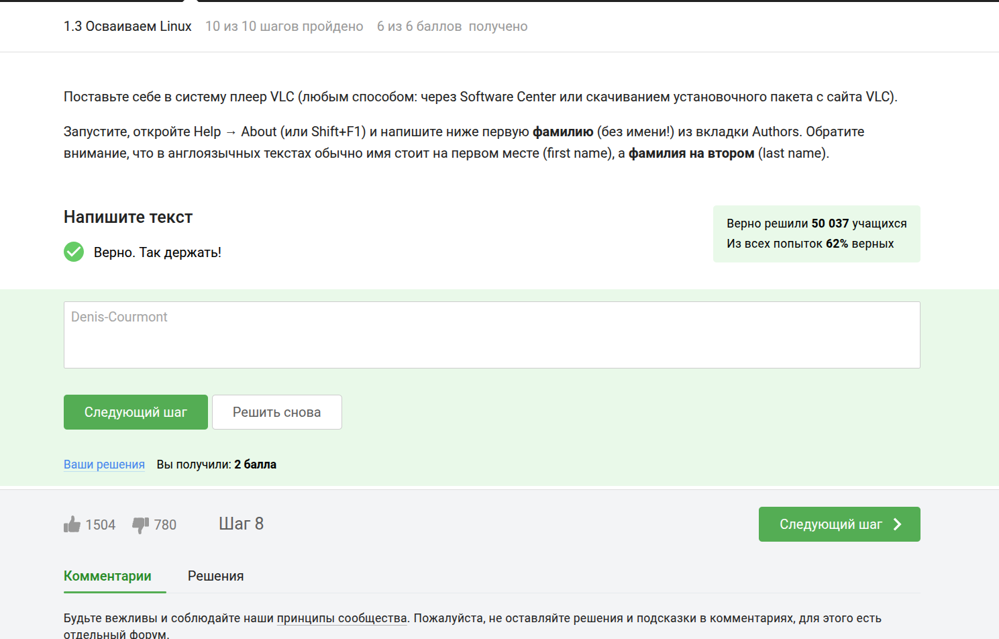 1.3 Осваиваем Linux 10 из 10 шагов пройдено 6 из 6 баллов получено
Поставьте себе в систему плеер VLC (любым способом: через Software Center или скачиванием установочного пакета с сайта VLC).
Запустите, откройте Help → About (или Shift+F1) и напишите ниже первую фамилию (без имени!) из вкладки Authors. Обратите
внимание, что в англоязычных текстах обычно имя стоит на первом месте (first name), а фамилия на втором (last name).
Напишите текст
Верно. Так держать!
Верно решили 50 037 учащихся
Из всех попыток 62% верных
Denis-Courmont
Следующий шаг Решить снова
Ваши решения Вы получили: 2 балла
1504 780 Шаг 8 Следующий шаг
Комментарии Решения
Будьте вежливы и соблюдайте наши принципы сообщества. Пожалуйста, не оставляйте решения и подсказки в комментариях, для этого есть
отдельный форум.